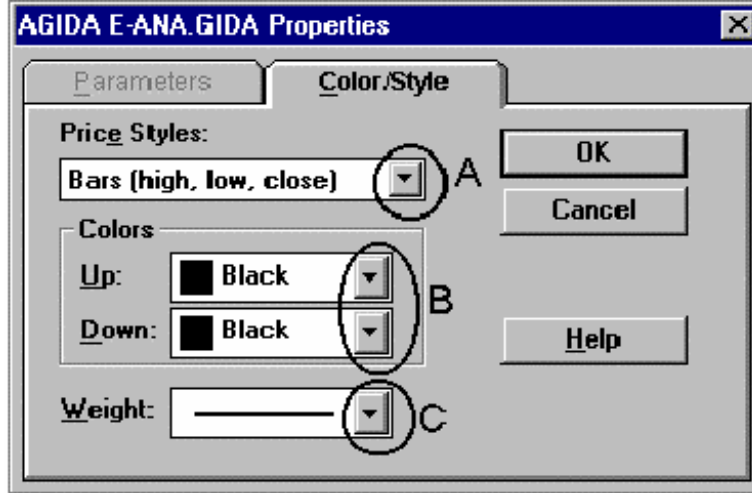 AGIDA E-ANA.GIDA Properties
Parameters
Color/Style
Price Styles:
Bars (high, low, close)
A
OK
Cancel
Colors
Up:
Black
B
Down:
Black
Help
Weight:
C